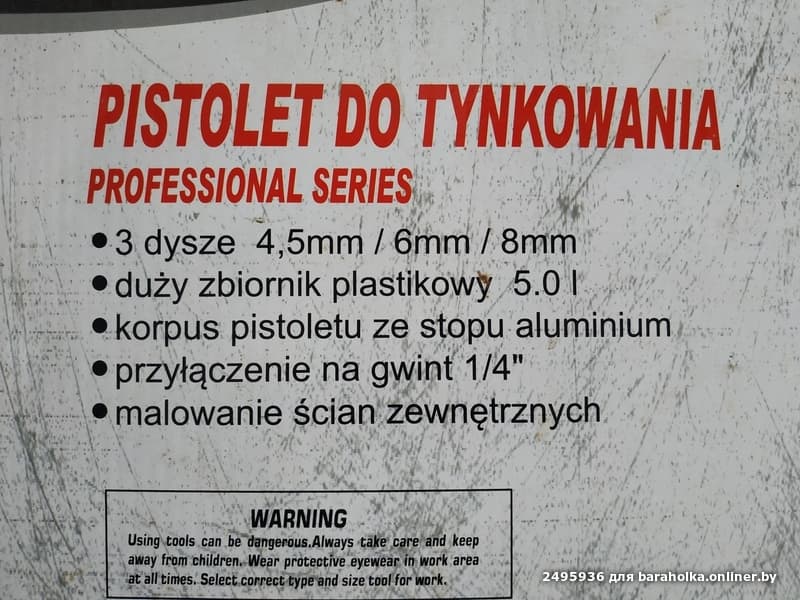 PISTOLET DO TYNKOWANIA
PROFESSIONAL SERIES
• 3 dysze 4,5mm / 6mm / 8mm
• duży zbiornik plastikowy 5.0 l
• korpus pistoletu ze stopu aluminium
• przyłączenie na gwint 1/4"
• malowanie ścian zewnętrznych
WARNING
Using tools can be dangerous.Always take care and keep
away from children. Wear protective eyewear in work area
at all times. Select correct type and size tool for work.
2495936 для baraholka.onliner.by